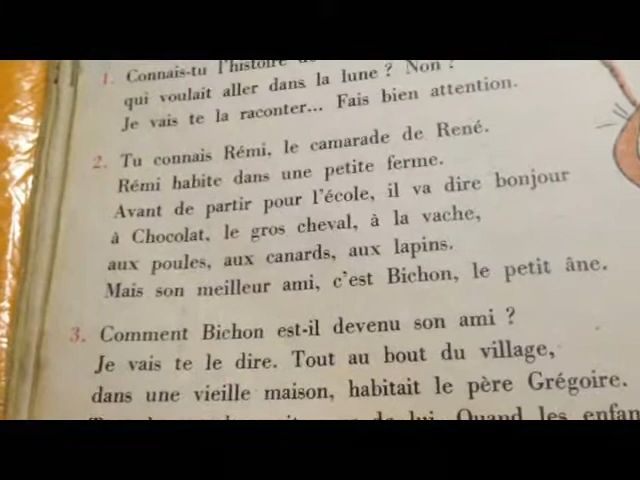 1. Connais-tu l'histoire
qui voulait aller dans la lune ? Non !
Je vais te la raconter... Fais bien attention.
2. Tu connais Rémi, le camarade de René.
Rémi habite dans une petite ferme.
Avant de partir pour l'école, il va dire bonjour
à Chocolat, le gros cheval, à la vache,
aux poules, aux canards, aux lapins.
Mais son meilleur ami, c'est Bichon, le petit âne.
3. Comment Bichon est-il devenu son ami ?
Je vais te le dire. Tout au bout du village,
dans une vieille maison, habitait le père Grégoire.
de lui. Quand les